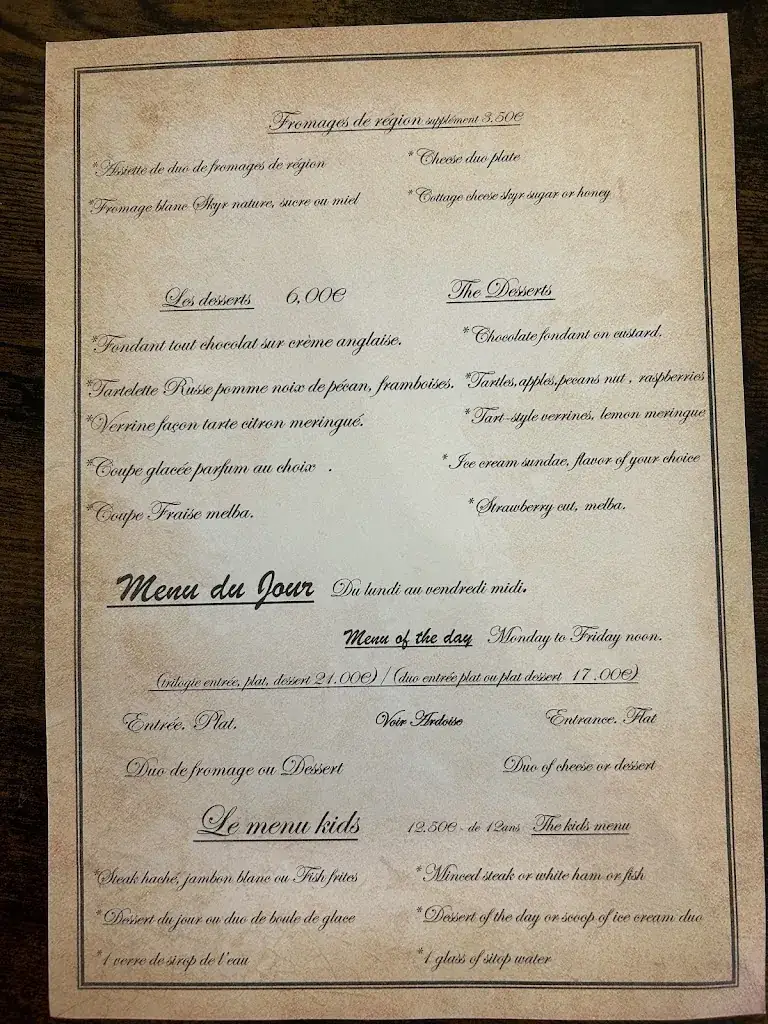 Fromages de région supplément 3.50€
*Assiette de duo de fromages de région *Cheese duo plate
*Fromage blanc Skyr nature, sucre ou miel *Cottage cheese skyr sugar or honey
Les desserts 6,00€ The Desserts
*Fondant tout chocolat sur crème anglaise. *Chocolate fondant on custard.
*Tartelette Russe pomme noix de pécan, framboises. *Tartles, apples, pecans nut , raspberries
*Verrine façon tarte citron meringué. *Tart-style verrines, lemon meringue
*Coupe glacée parfum au choix . * Ice cream sundae, flavor of your choice
*Coupe Fraise melba. *Strawberry cut, melba.
Menu du Jour Du lundi au vendredi midi.
Menu of the day Monday to Friday noon.
(trilogie entrée, plat, dessert 21.00€) / (duo entrée plat ou plat dessert 17.00€)
Entrée. Plat. Voir Ardoise Entrance. Flat
Duo de fromage ou Dessert Duo of cheese or dessert
Le menu kids 12.50€ - de 12ans The kids menu
*Steak haché, jambon blanc ou Fish frites *Minced steak or white ham or fish
*Dessert du jour ou duo de boule de glace *Dessert of the day or scoop of ice cream duo
*1 verre de sirop de l'eau *1 glass of sitop water